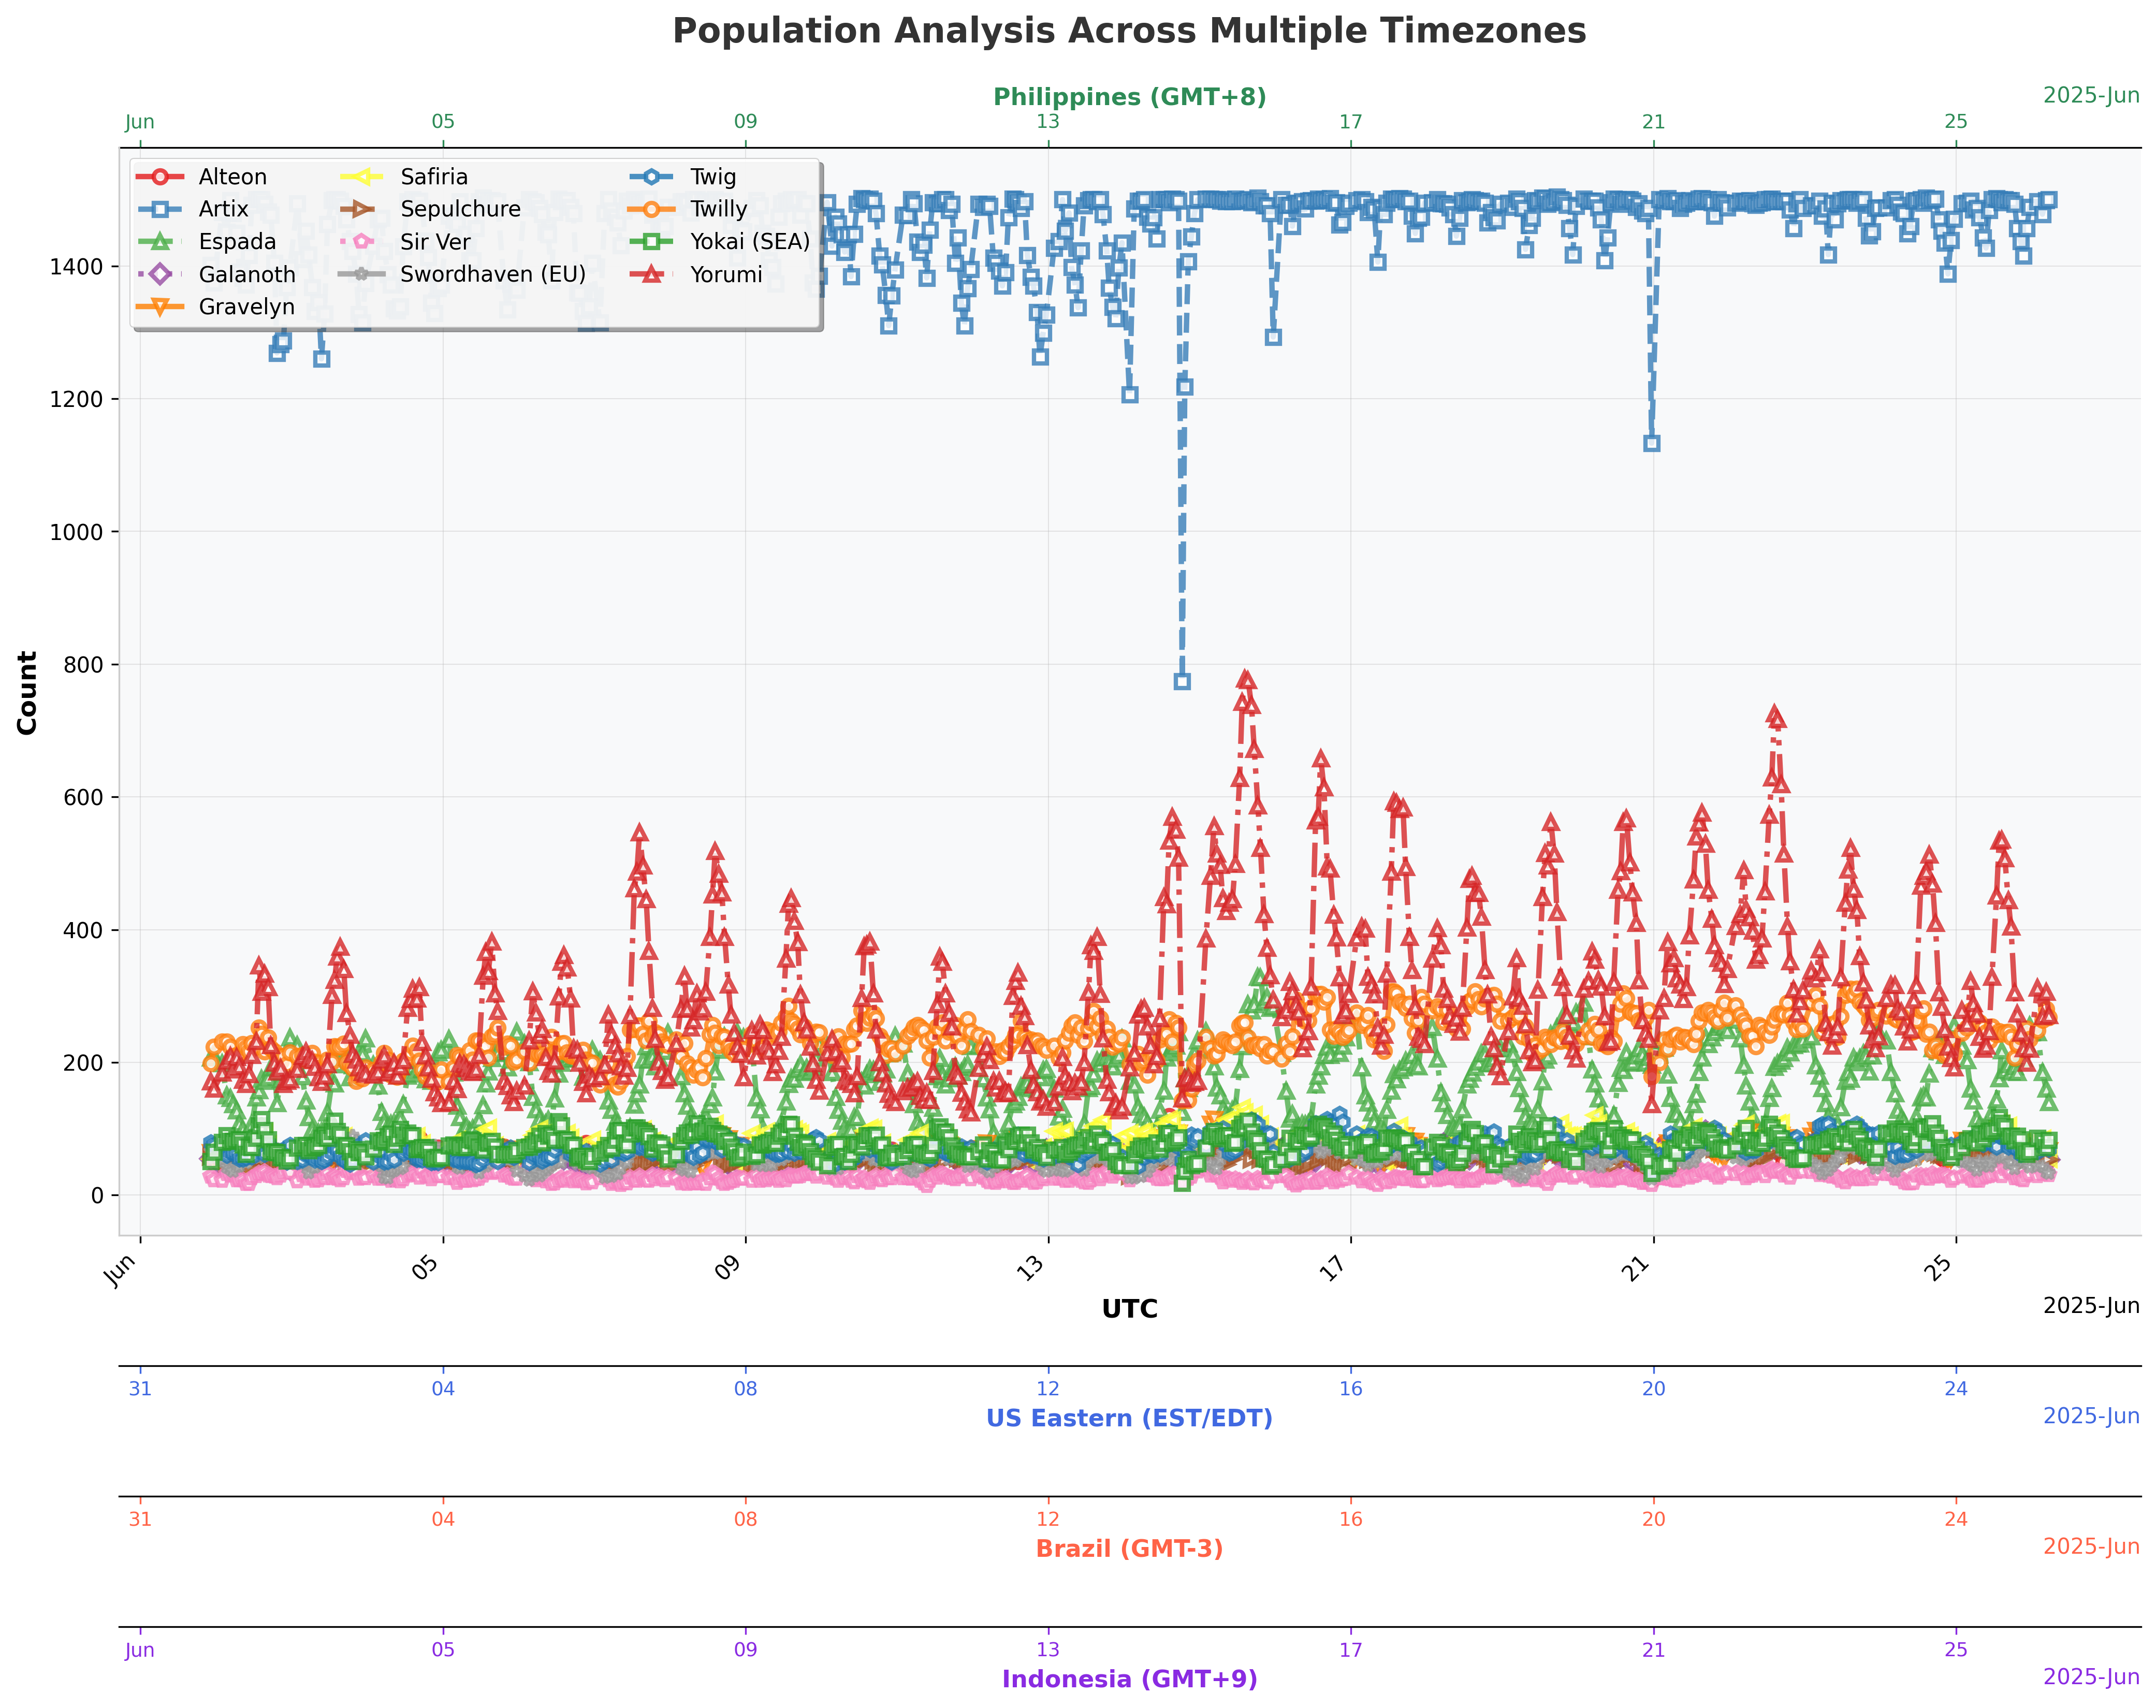 Population Analysis Across Multiple Timezones
Philippines (GMT+8)
2025-Jun
Jun 05 09 13 17 21 25
Alteon Safiria Twig
Artix Sepulchure Twilly
Espada Sir Ver Yokai (SEA)
Galanoth Swordhaven (EU) Yorumi
Gravelyn
1400
1200
1000
800
600
400
200
0
Count
Jun 05 09 13 17 21 25
UTC
2025-Jun
31 04 08 12 16 20 24
US Eastern (EST/EDT)
2025-Jun
31 04 08 12 16 20 24
Brazil (GMT-3)
2025-Jun
Jun 05 09 13 17 21 25
Indonesia (GMT+9)
2025-Jun